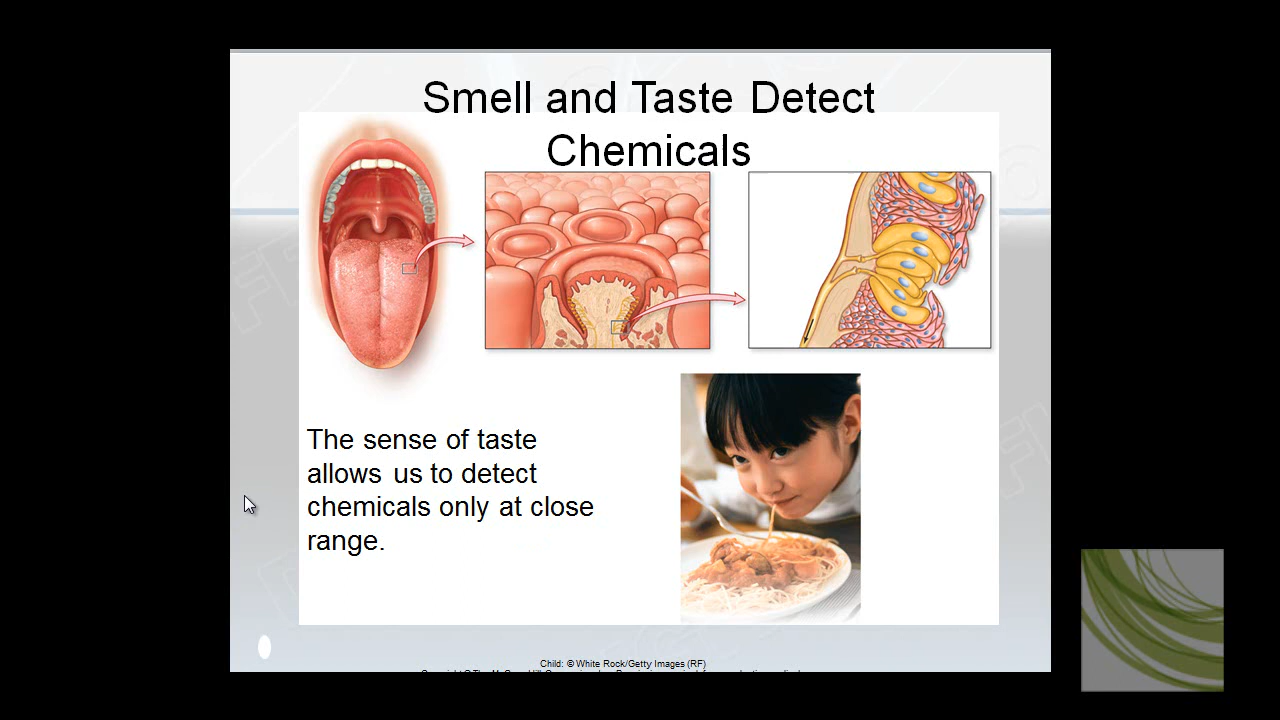 Smell and Taste Detect
Chemicals
The sense of taste
allows us to detect
chemicals only at close
range.
Child: © White Rock/Getty Images (RF)